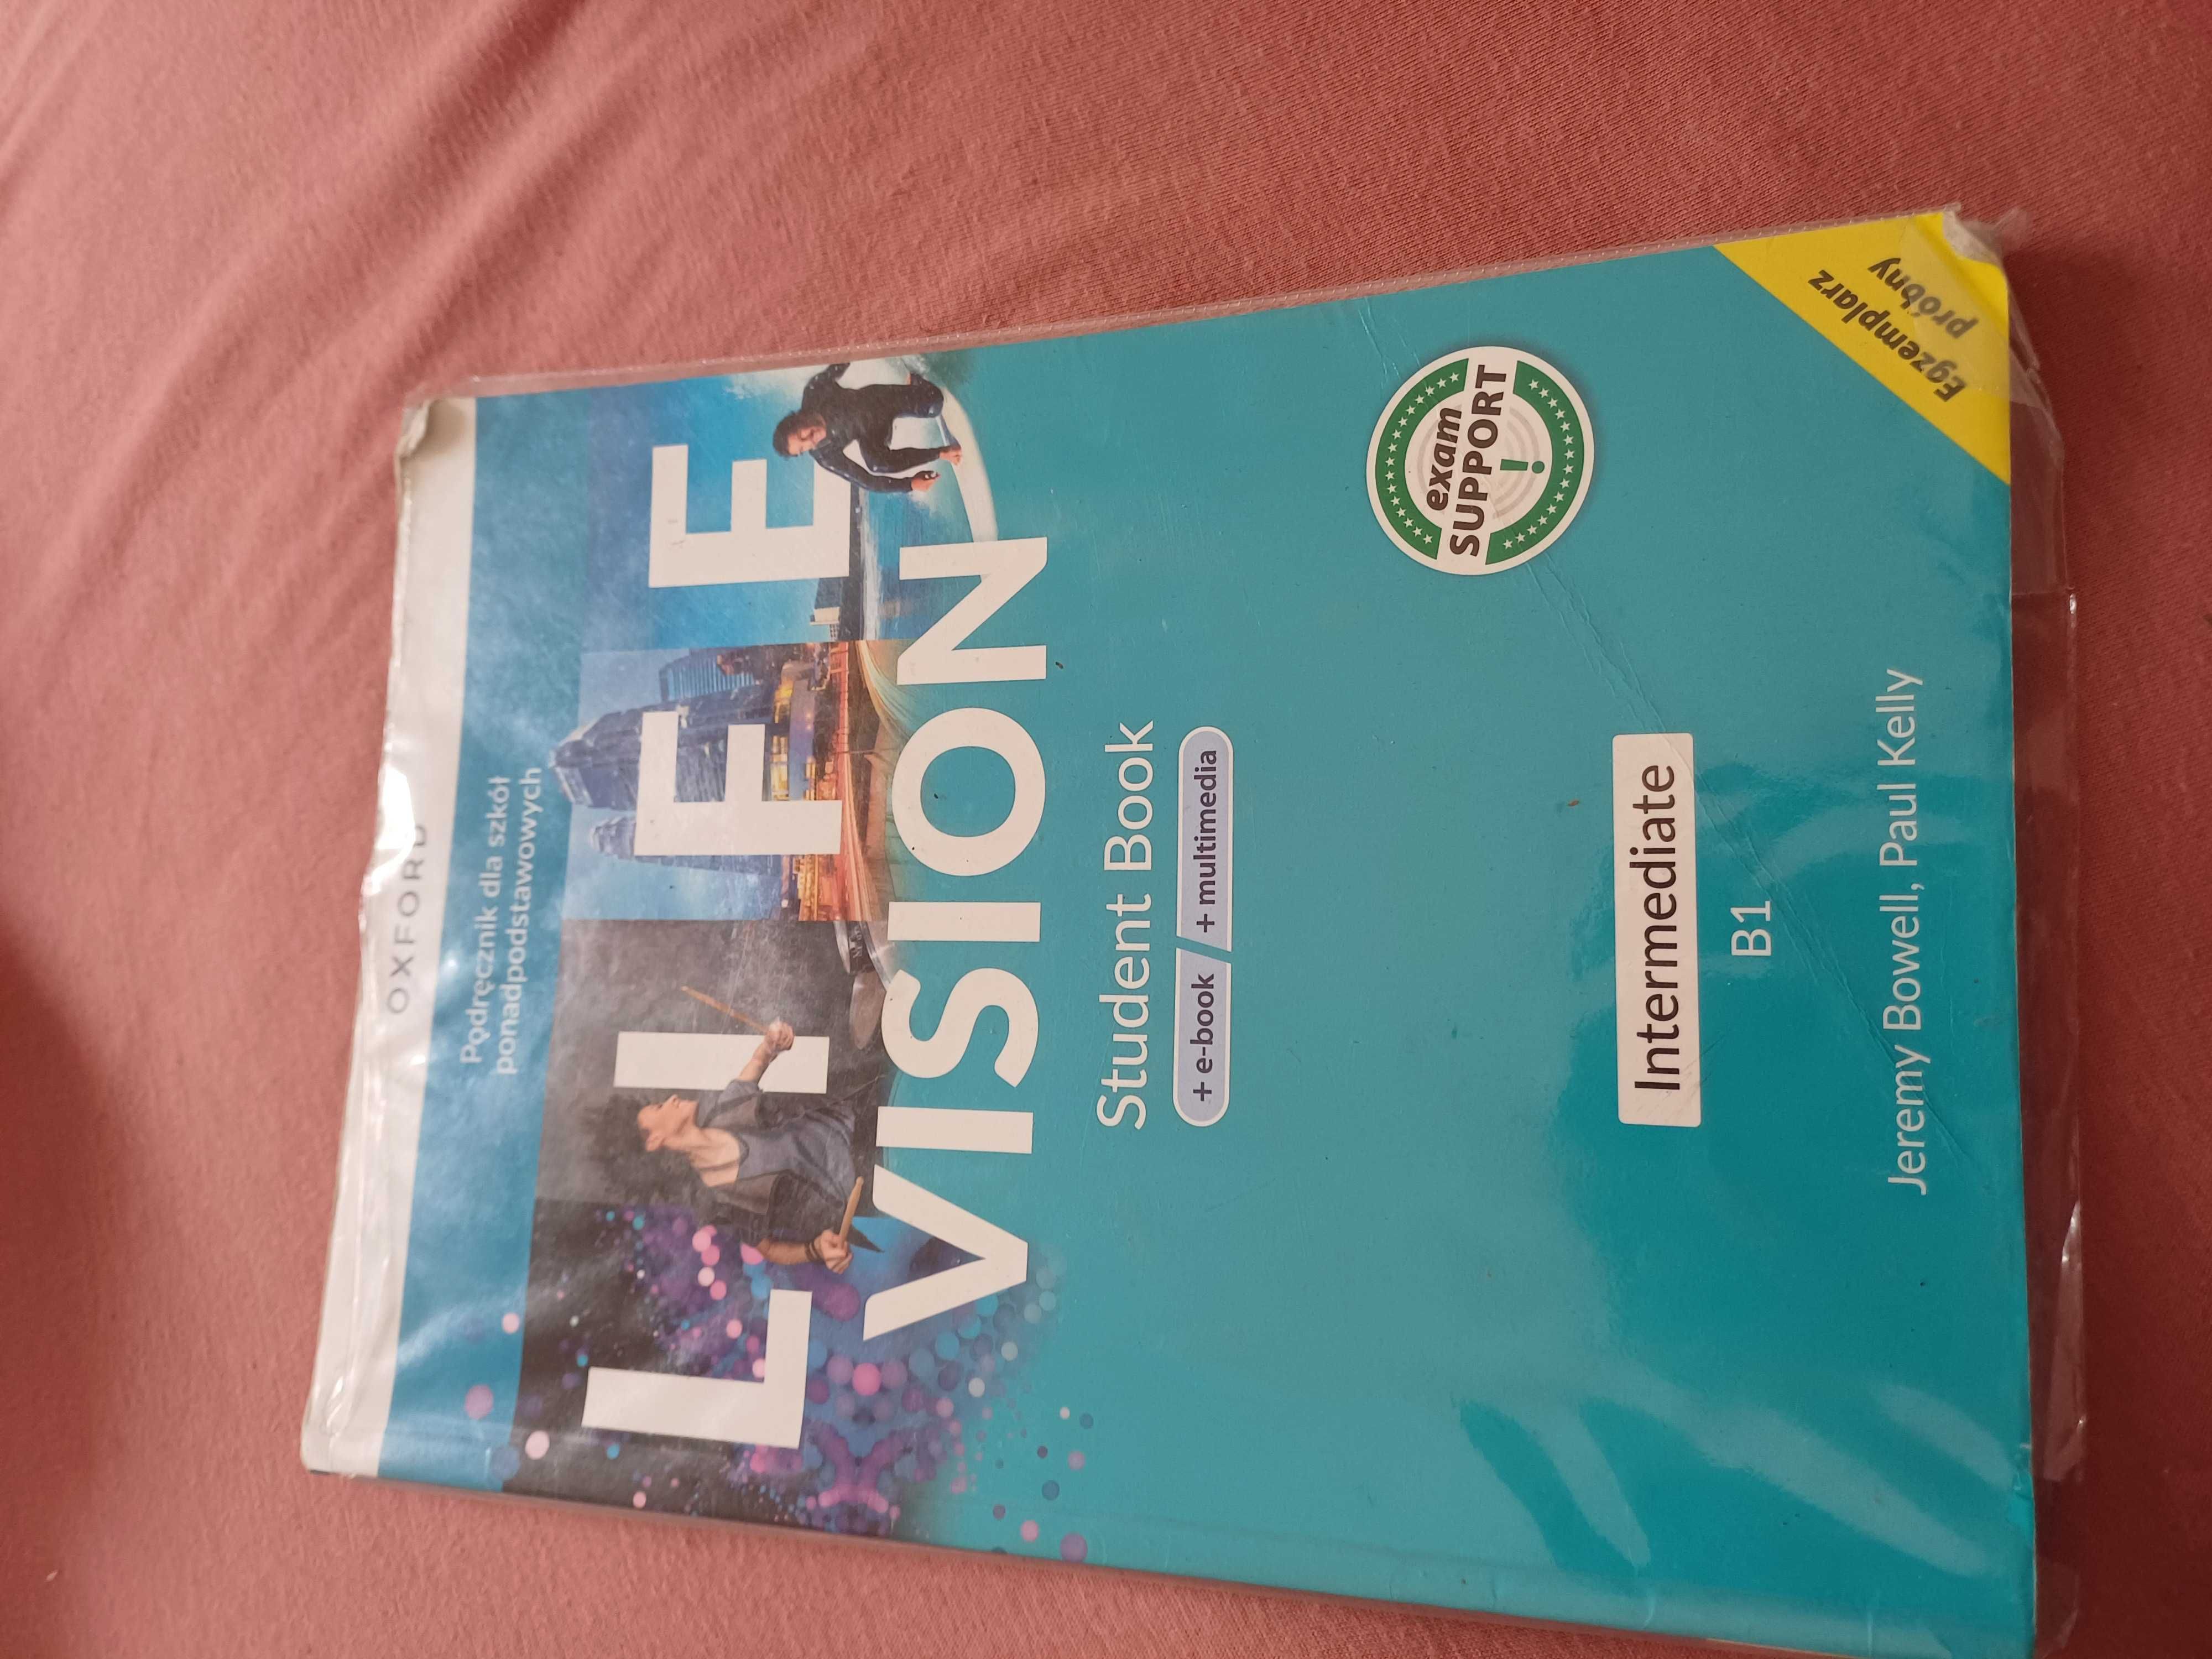 OXFORD
Podręcznik dla szkół
ponadpodstawowych
LIFE
VISION
Student Book
+ e-book + multimedia
exam
SUPPORT
!
Intermediate
B1
Jeremy Bowell, Paul Kelly
Egzemplarz
próbny